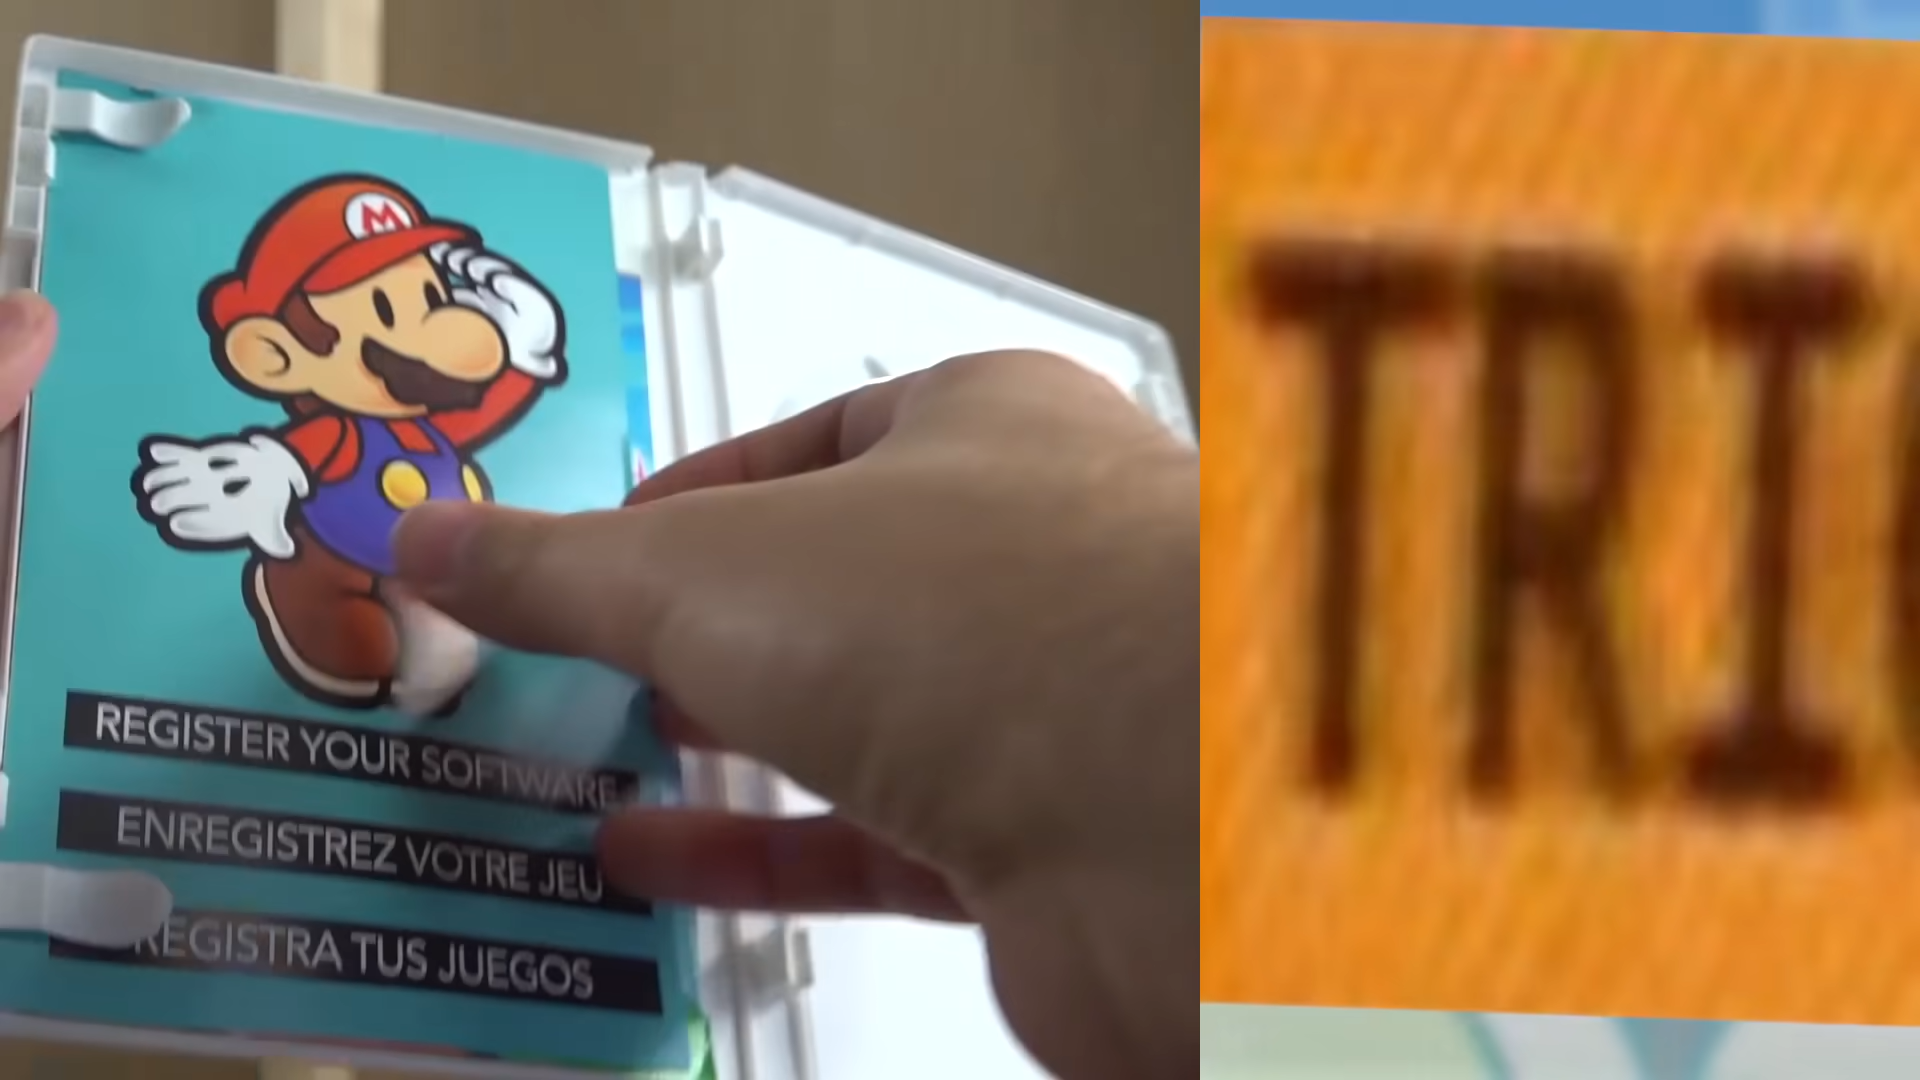 M
REGISTER YOUR SOFTWARE
ENREGISTREZ VOTRE JEU
REGISTRA TUS JUEGOS
TRI